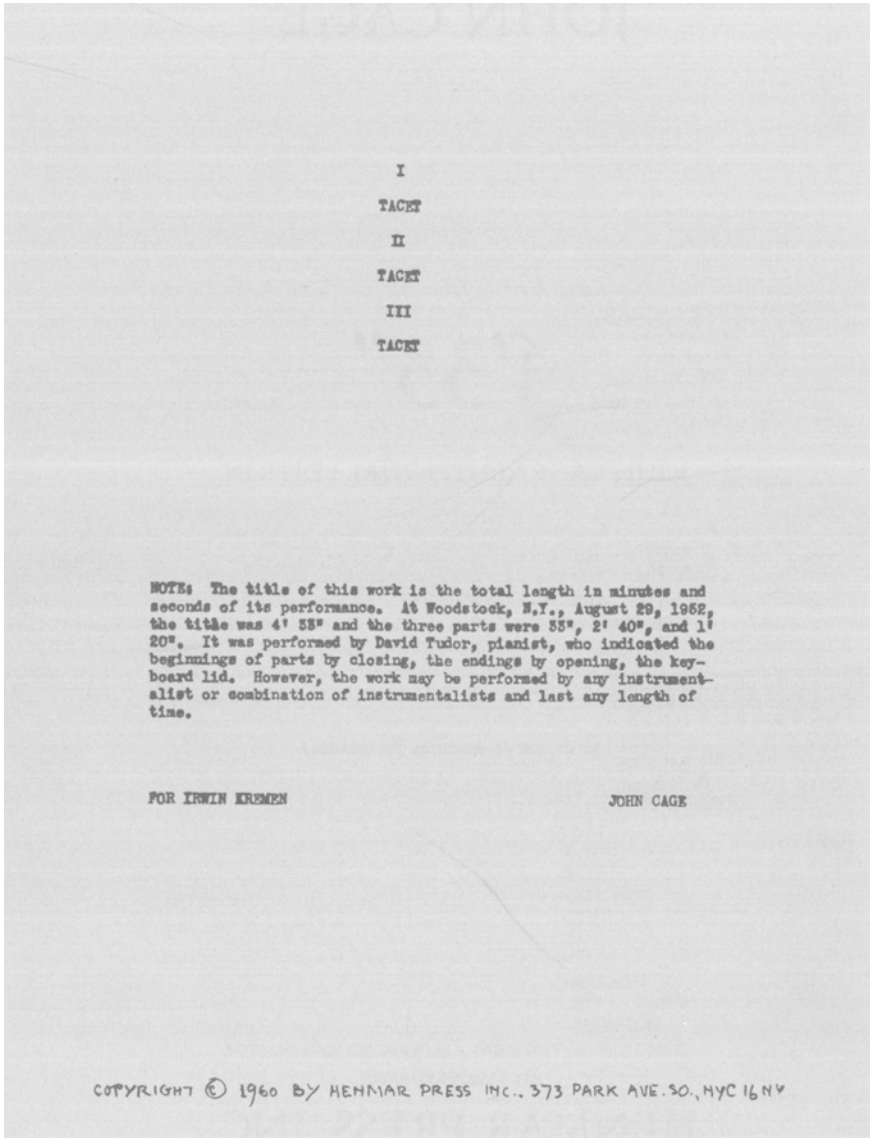 I
TACET
II
TACET
III
TACET
NOTE: The title of this work is the total length in minutes and
seconds of its performance. At Woodstock, N.Y., August 29, 1952,
the title was 4' 33" and the three parts were 33", 2' 40", and 1'
20". It was performed by David Tudor, pianist, who indicated the
beginnings of parts by closing, the endings by opening, the key-
board lid. However, the work may be performed by any instrument-
alist or combination of instrumentalists and last any length of
time.
FOR IRWIN KREMEN JOHN CAGE
COPYRIGHT © 1960 BY HENMAR PRESS INC., 373 PARK AVE. SO., NYC 16 NY